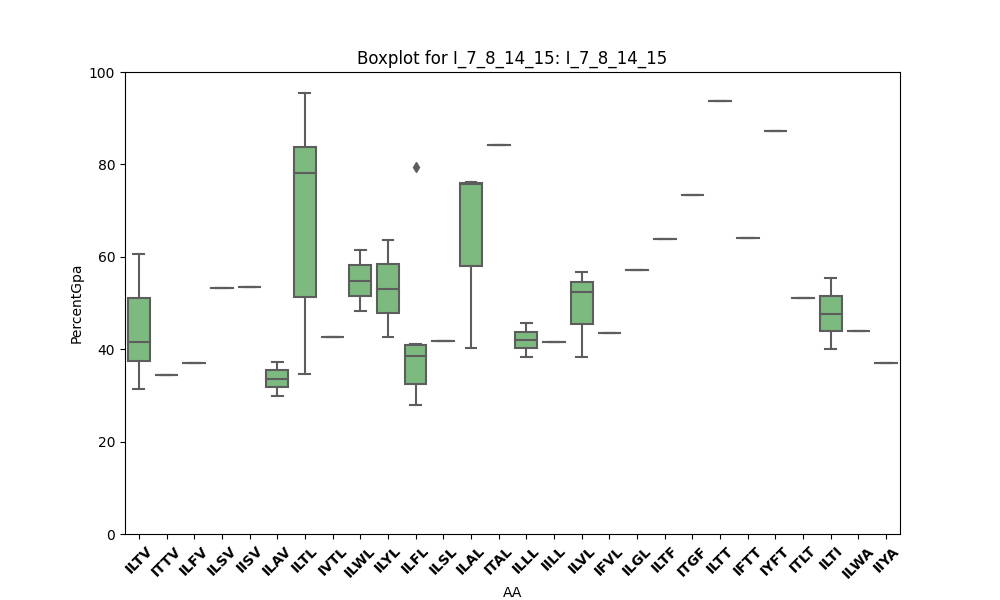 Boxplot for I_7_8_14_15: I_7_8_14_15
100
80
60
40
20
0
PercentGpa
ILTV ITTV ILFV ILSV IISV ILAV ILTL IVTL ILWL ILYL ILFL ILSL ILAL ITAL ILLL IILL ILVL IFVL ILGL ILTF ITGF ILTT IFTT IYFT ITLT ILTI ILWA IIYA
AA